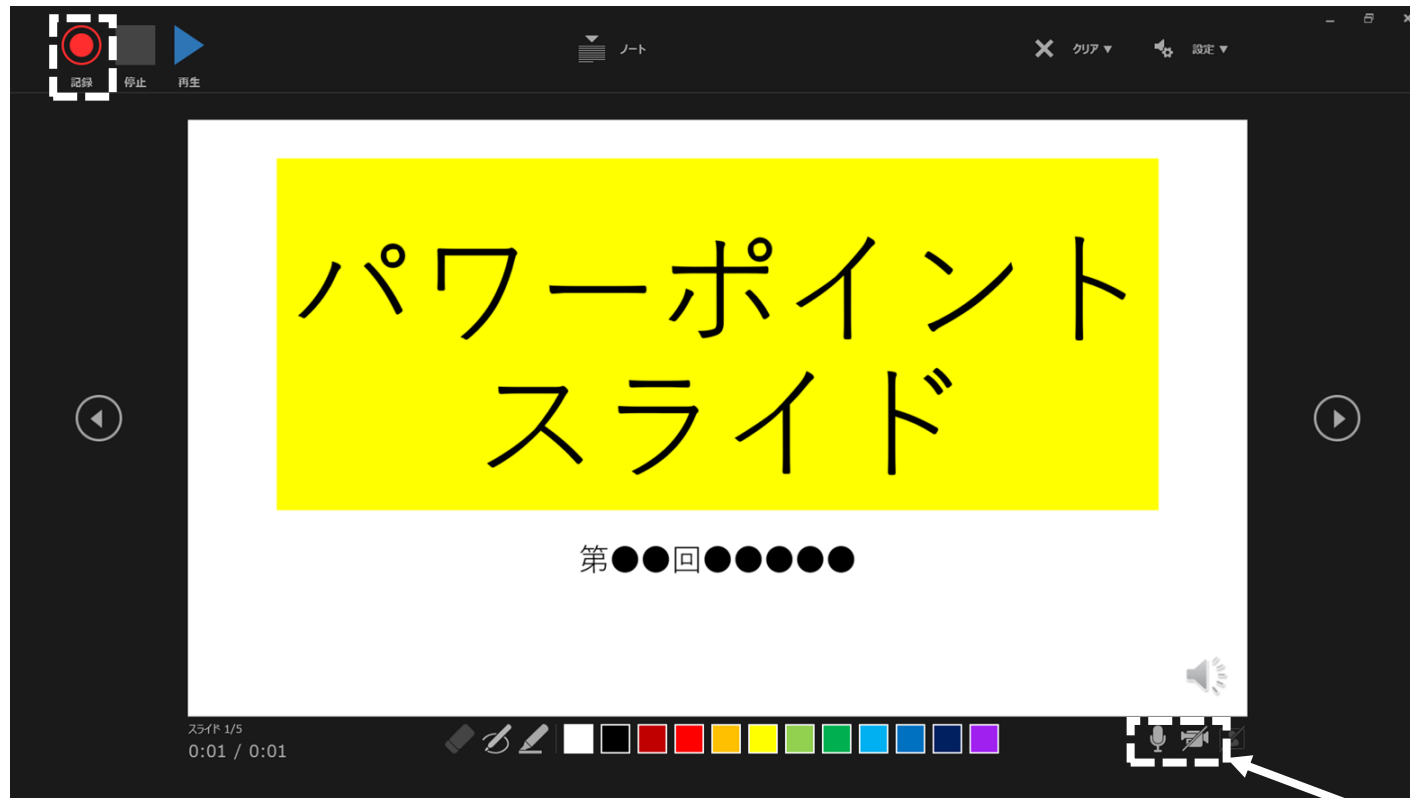 記録 停止 再生
ノート
クリア▼ 設定▼
パワーポイント
スライド
第●●回●●●●●
スライド 1/5
0:01 / 0:01